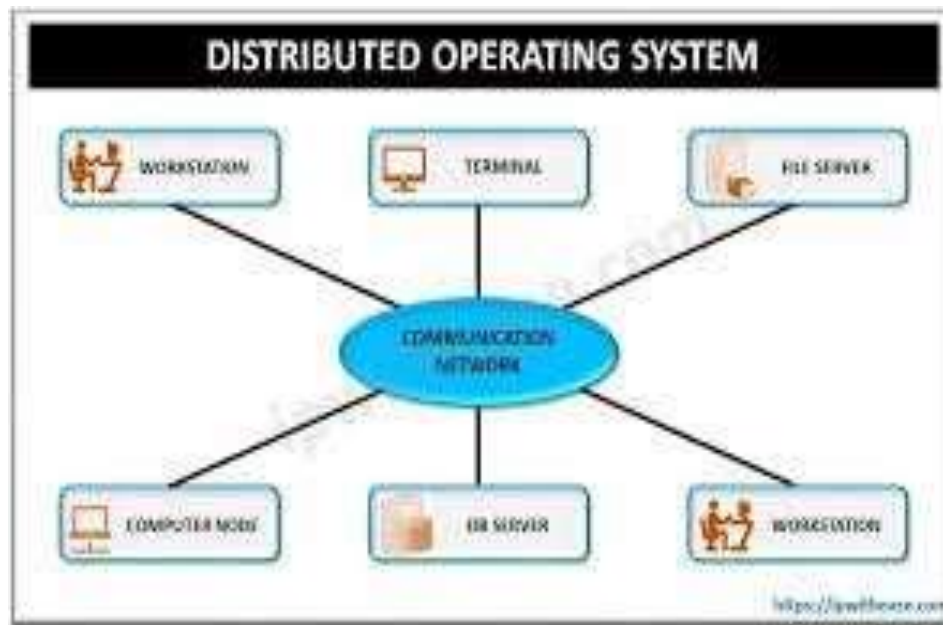 DISTRIBUTED OPERATING SYSTEM
WORKSTATION
TERMINAL
FILE SERVER
COMMUNICATION
NETWORK
COMPUTER NODE
DB SERVER
WORKSTATION